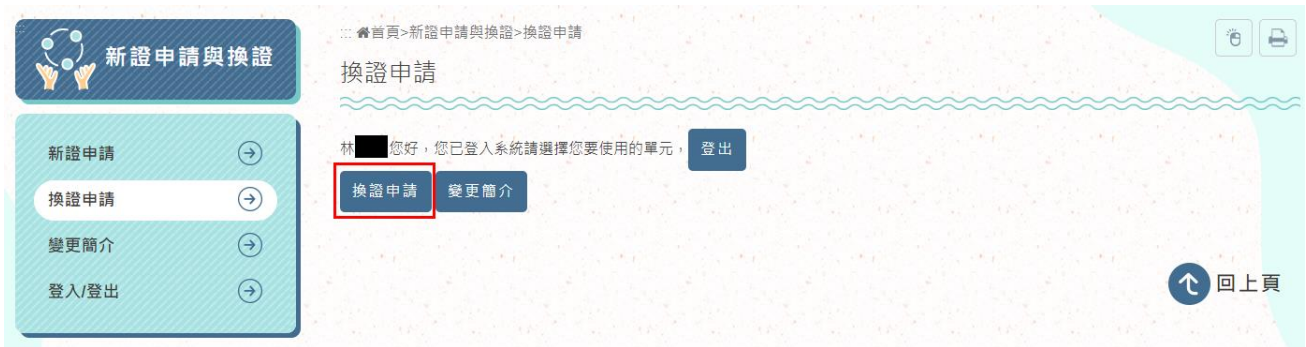 新證申請與換證
新證申請
換證申請
變更簡介
登入/登出
:::首頁>新證申請與換證>換證申請
換證申請
林 您好，您已登入系統請選擇您要使用的單元， 登出
換證申請 變更簡介
回上頁